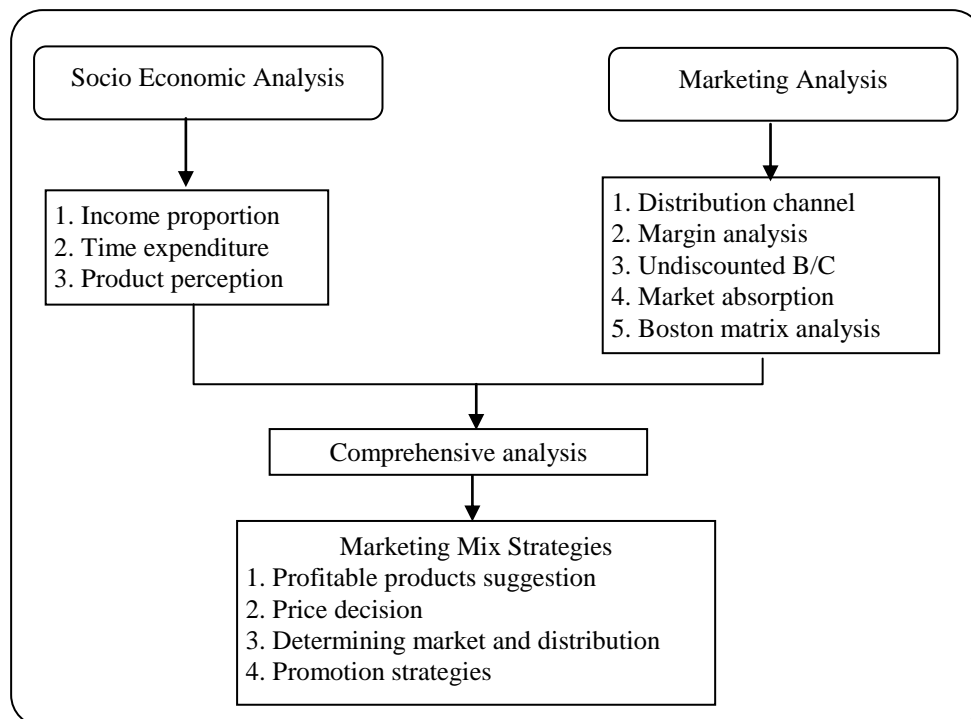 Socio Economic Analysis
Marketing Analysis
1. Income proportion
2. Time expenditure
3. Product perception
1. Distribution channel
2. Margin analysis
3. Undiscounted B/C
4. Market absorption
5. Boston matrix analysis
Comprehensive analysis
Marketing Mix Strategies
1. Profitable products suggestion
2. Price decision
3. Determining market and distribution
4. Promotion strategies